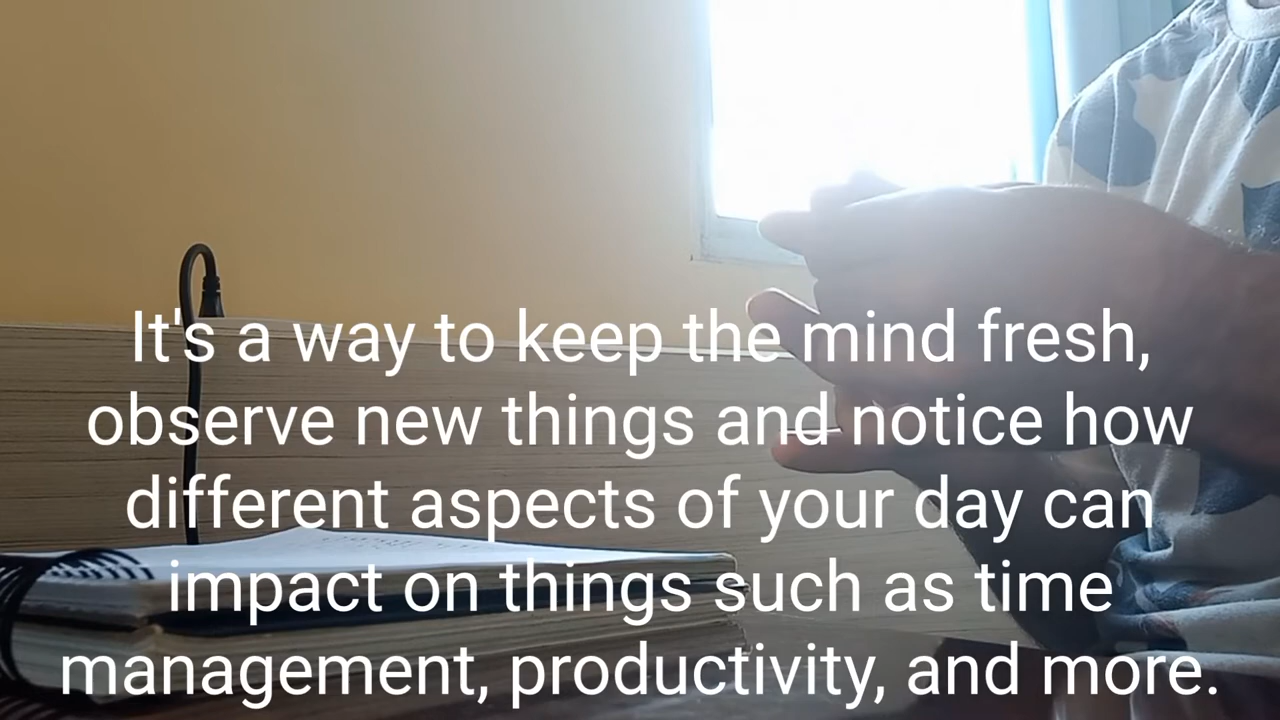 It's a way to keep the mind fresh,
observe new things and notice how
different aspects of your day can
impact on things such as time
management, productivity, and more.